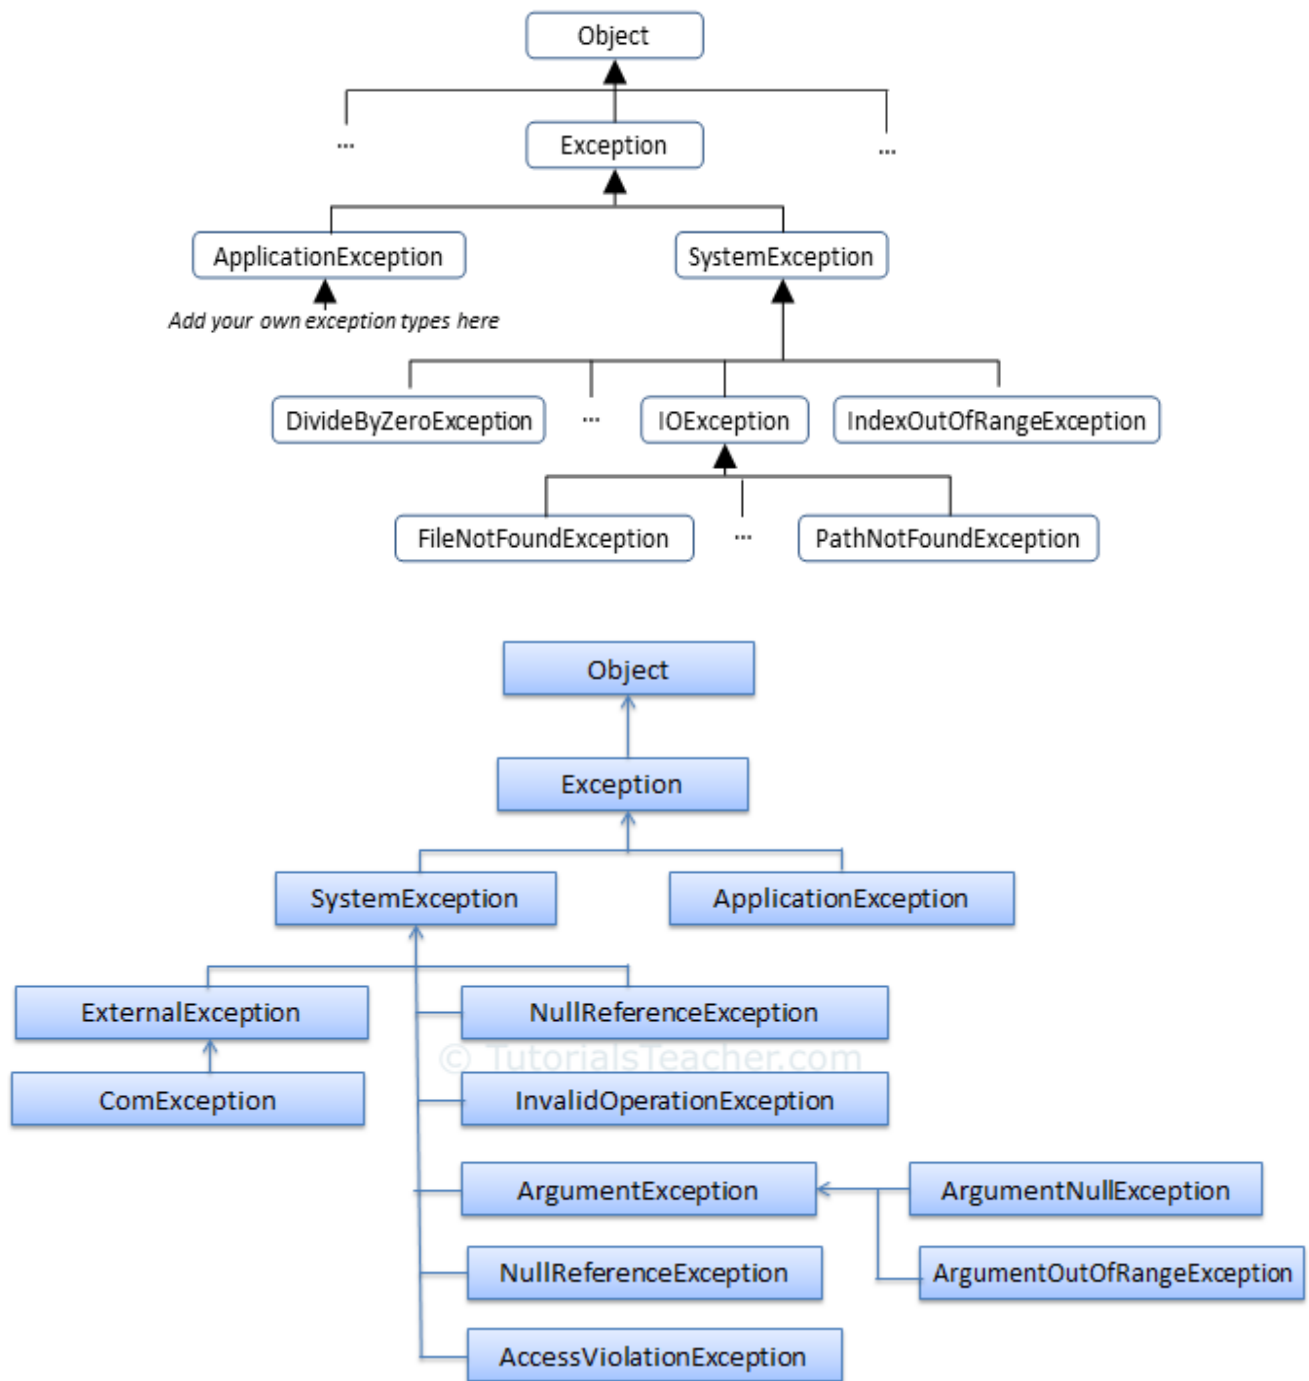 Object
...
Exception
...
ApplicationException
SystemException
Add your own exception types here
DivideByZeroException
...
IOException
IndexOutOfRangeException
FileNotFoundException
...
PathNotFoundException
Object
Exception
SystemException
ApplicationException
ExternalException
NullReferenceException
© TutorialsTeacher.com
ComException
InvalidOperationException
ArgumentException
ArgumentNullException
NullReferenceException
ArgumentOutOfRangeException
AccessViolationException